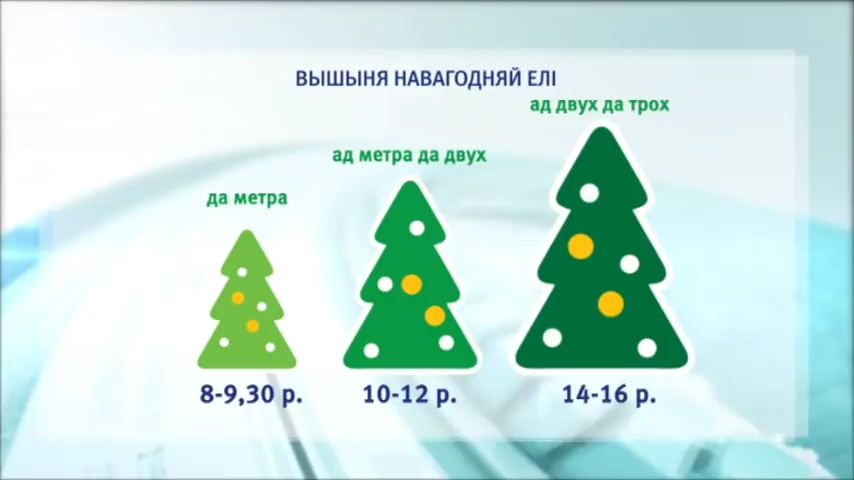 ВЫШЫНЯ НАВАГОДНЯЙ ЕЛІ
да метра
ад метра да двух
ад двух да трох
8-9,30 р.
10-12 р.
14-16 р.